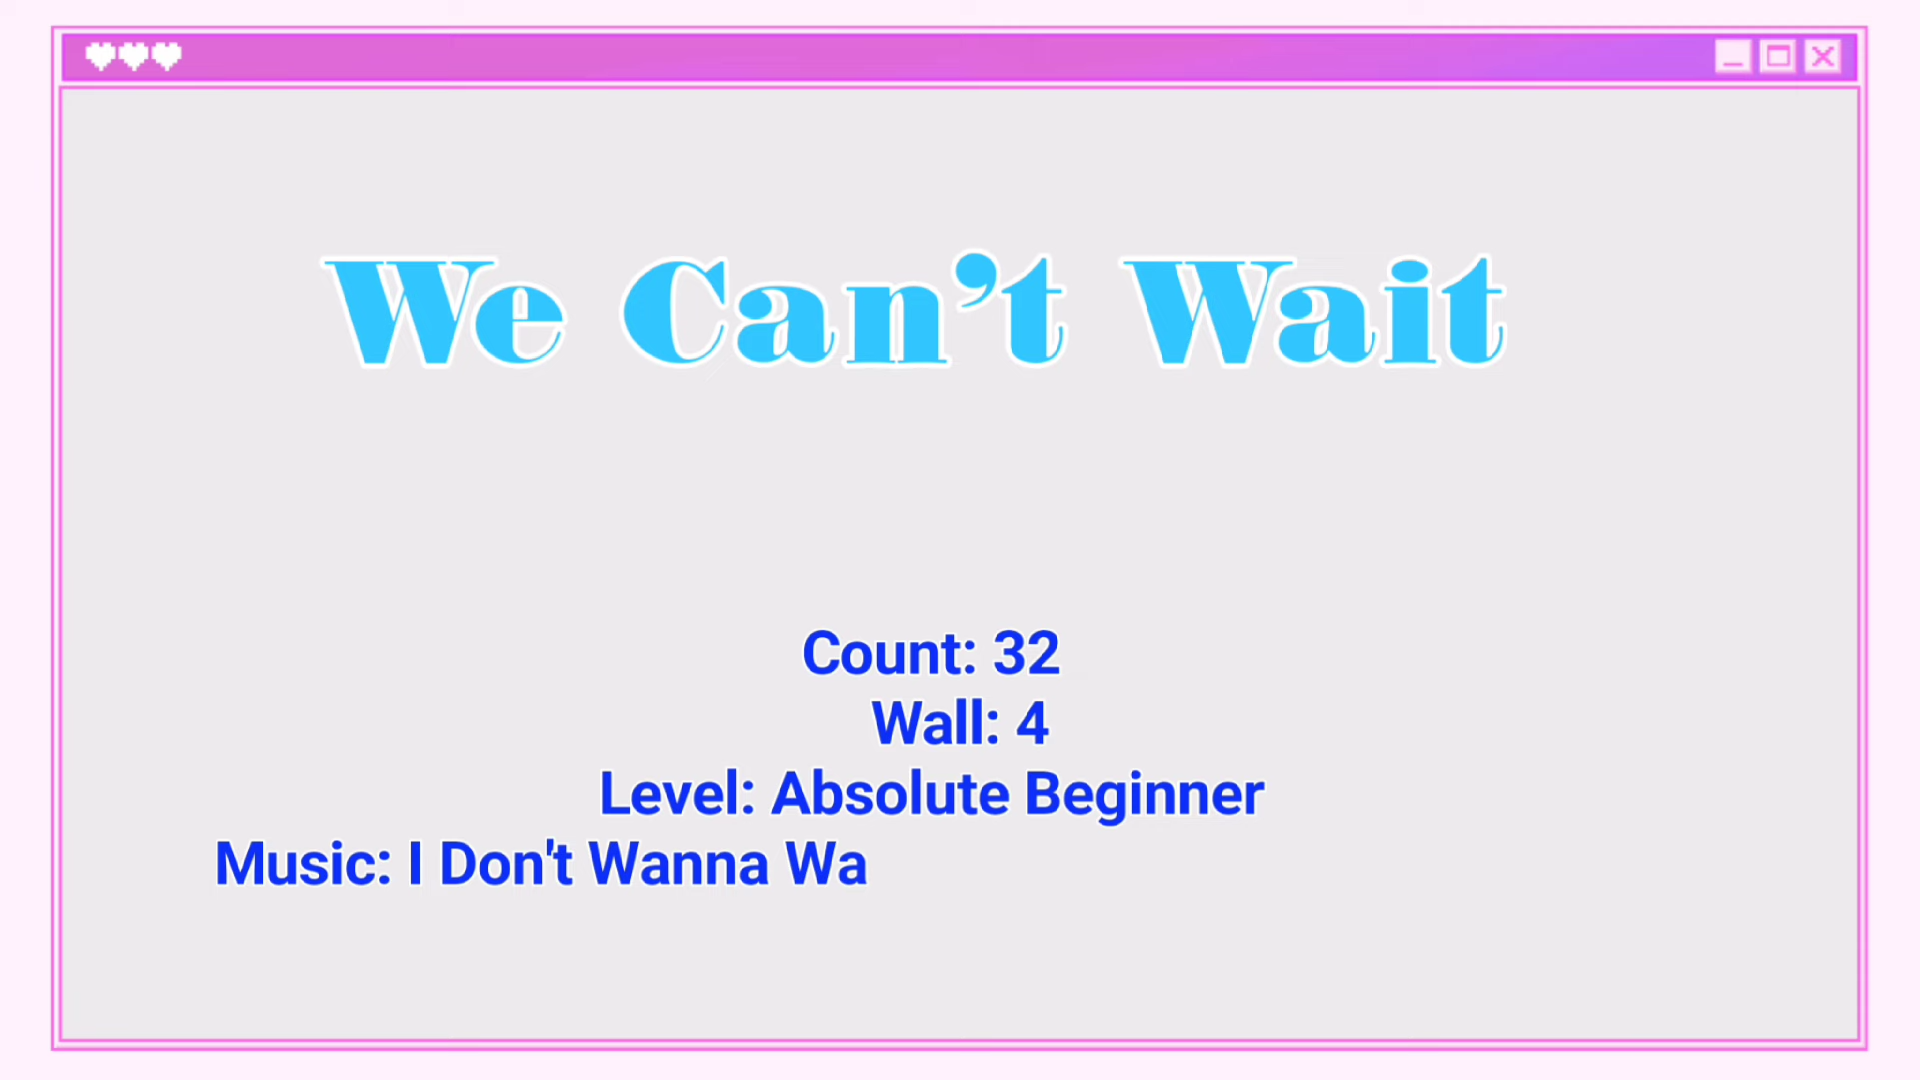 We Can’t Wait
Count: 32
Wall: 4
Level: Absolute Beginner
Music: I Don't Wanna Wa